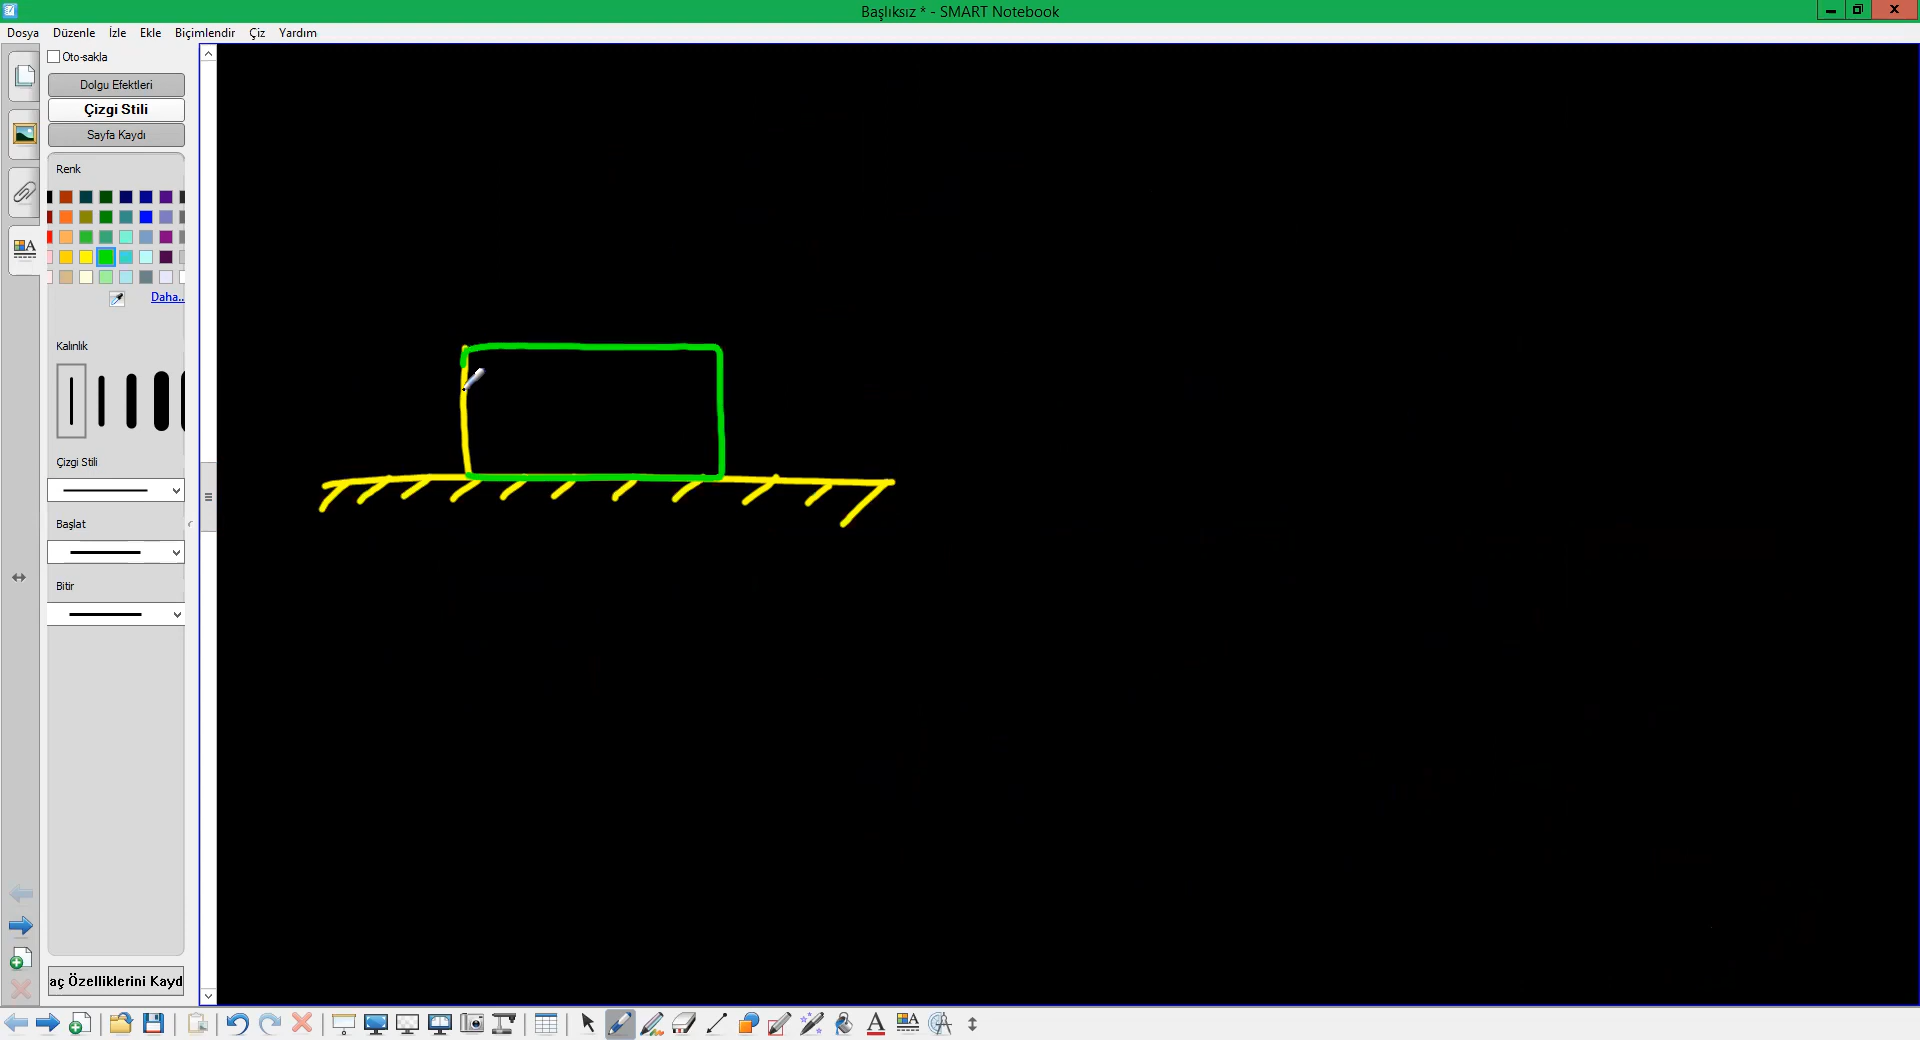 Başlıksız * - SMART Notebook
Dosya Düzenle İzle Ekle Biçimlendir Çiz Yardım
Oto-sakla
Dolgu Efektleri
Çizgi Stili
Sayfa Kaydı
Renk
Daha..
Kalınlık
Çizgi Stili
Başlat
Bitir
aç Özelliklerini Kayd